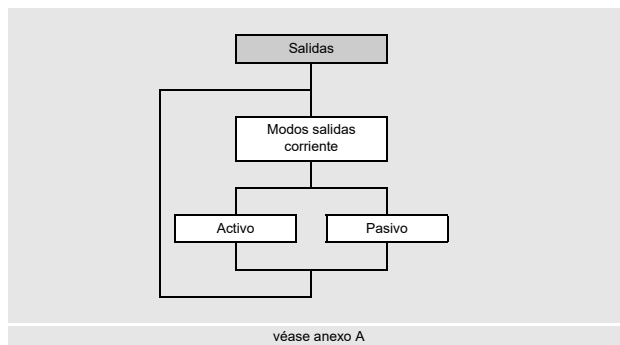 Salidas
Modos salidas
corriente
Activo
Pasivo
véase anexo A